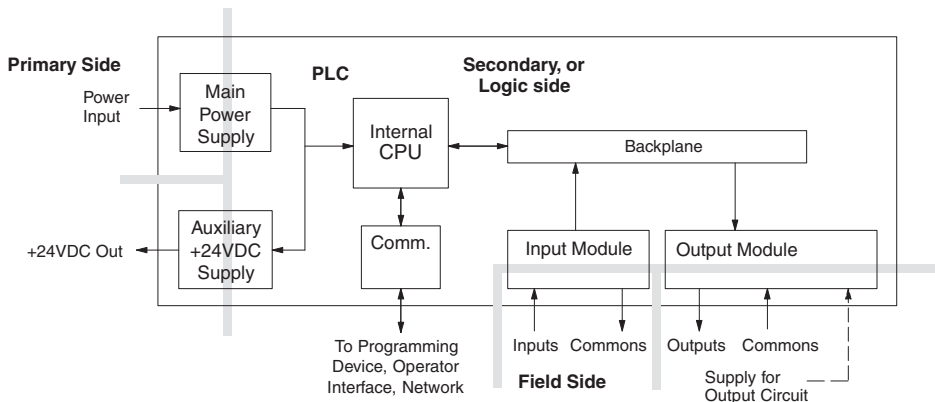 Primary Side
Power
Input
Main
Power
Supply
PLC
Secondary, or
Logic side
Internal
CPU
Backplane
+24VDC Out
Auxiliary
+24VDC
Supply
Comm.
Input Module
Output Module
To Programming
Device, Operator
Interface, Network
Inputs
Commons
Field Side
Outputs
Commons
Supply for
Output Circuit